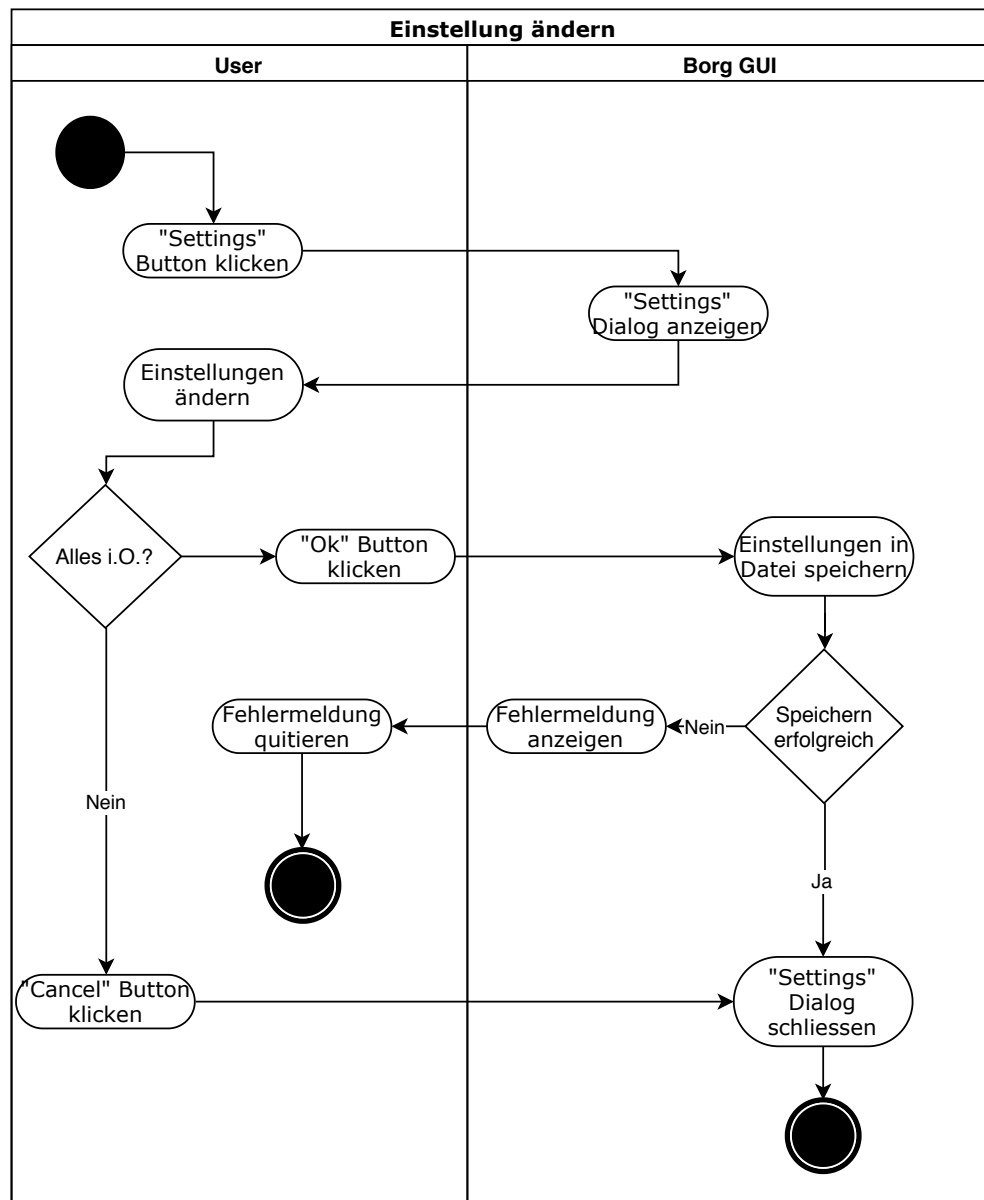 Einstellung ändern
User
Borg GUI
"Settings"
Button klicken
"Settings"
Dialog anzeigen
Einstellungen
ändern
Alles i.O.?
"Ok" Button
klicken
Einstellungen in
Datei speichern
Fehlermeldung
quitieren
Fehlermeldung
anzeigen
Nein
Speichern
erfolgreich
Nein
Ja
"Cancel" Button
klicken
"Settings"
Dialog
schliessen